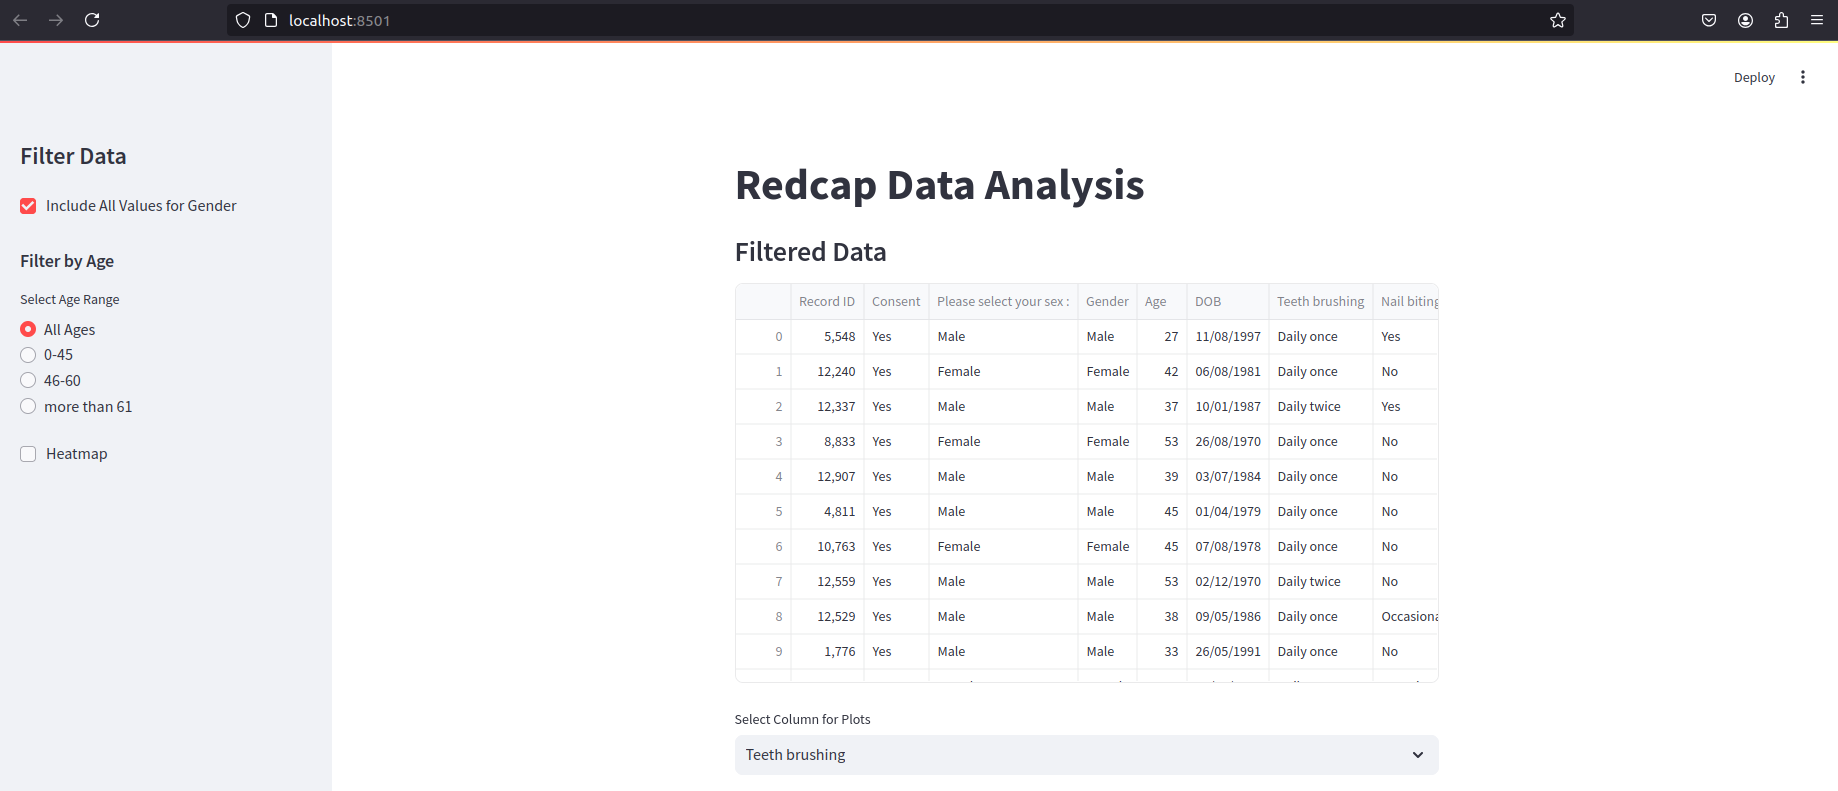 localhost:8501
Deploy
Filter Data
Include All Values for Gender
Filter by Age
Select Age Range
All Ages
0-45
46-60
more than 61
Heatmap
Redcap Data Analysis
Filtered Data
Record ID Consent Please select your sex : Gender Age DOB Teeth brushing Nail biting
0 5,548 Yes Male Male 27 11/08/1997 Daily once Yes
1 12,240 Yes Female Female 42 06/08/1981 Daily once No
2 12,337 Yes Male Male 37 10/01/1987 Daily twice Yes
3 8,833 Yes Female Female 53 26/08/1970 Daily once No
4 12,907 Yes Male Male 39 03/07/1984 Daily once No
5 4,811 Yes Male Male 45 01/04/1979 Daily once No
6 10,763 Yes Female Female 45 07/08/1978 Daily once No
7 12,559 Yes Male Male 53 02/12/1970 Daily twice No
8 12,529 Yes Male Male 38 09/05/1986 Daily once Occasiona
9 1,776 Yes Male Male 33 26/05/1991 Daily once No
Select Column for Plots
Teeth brushing